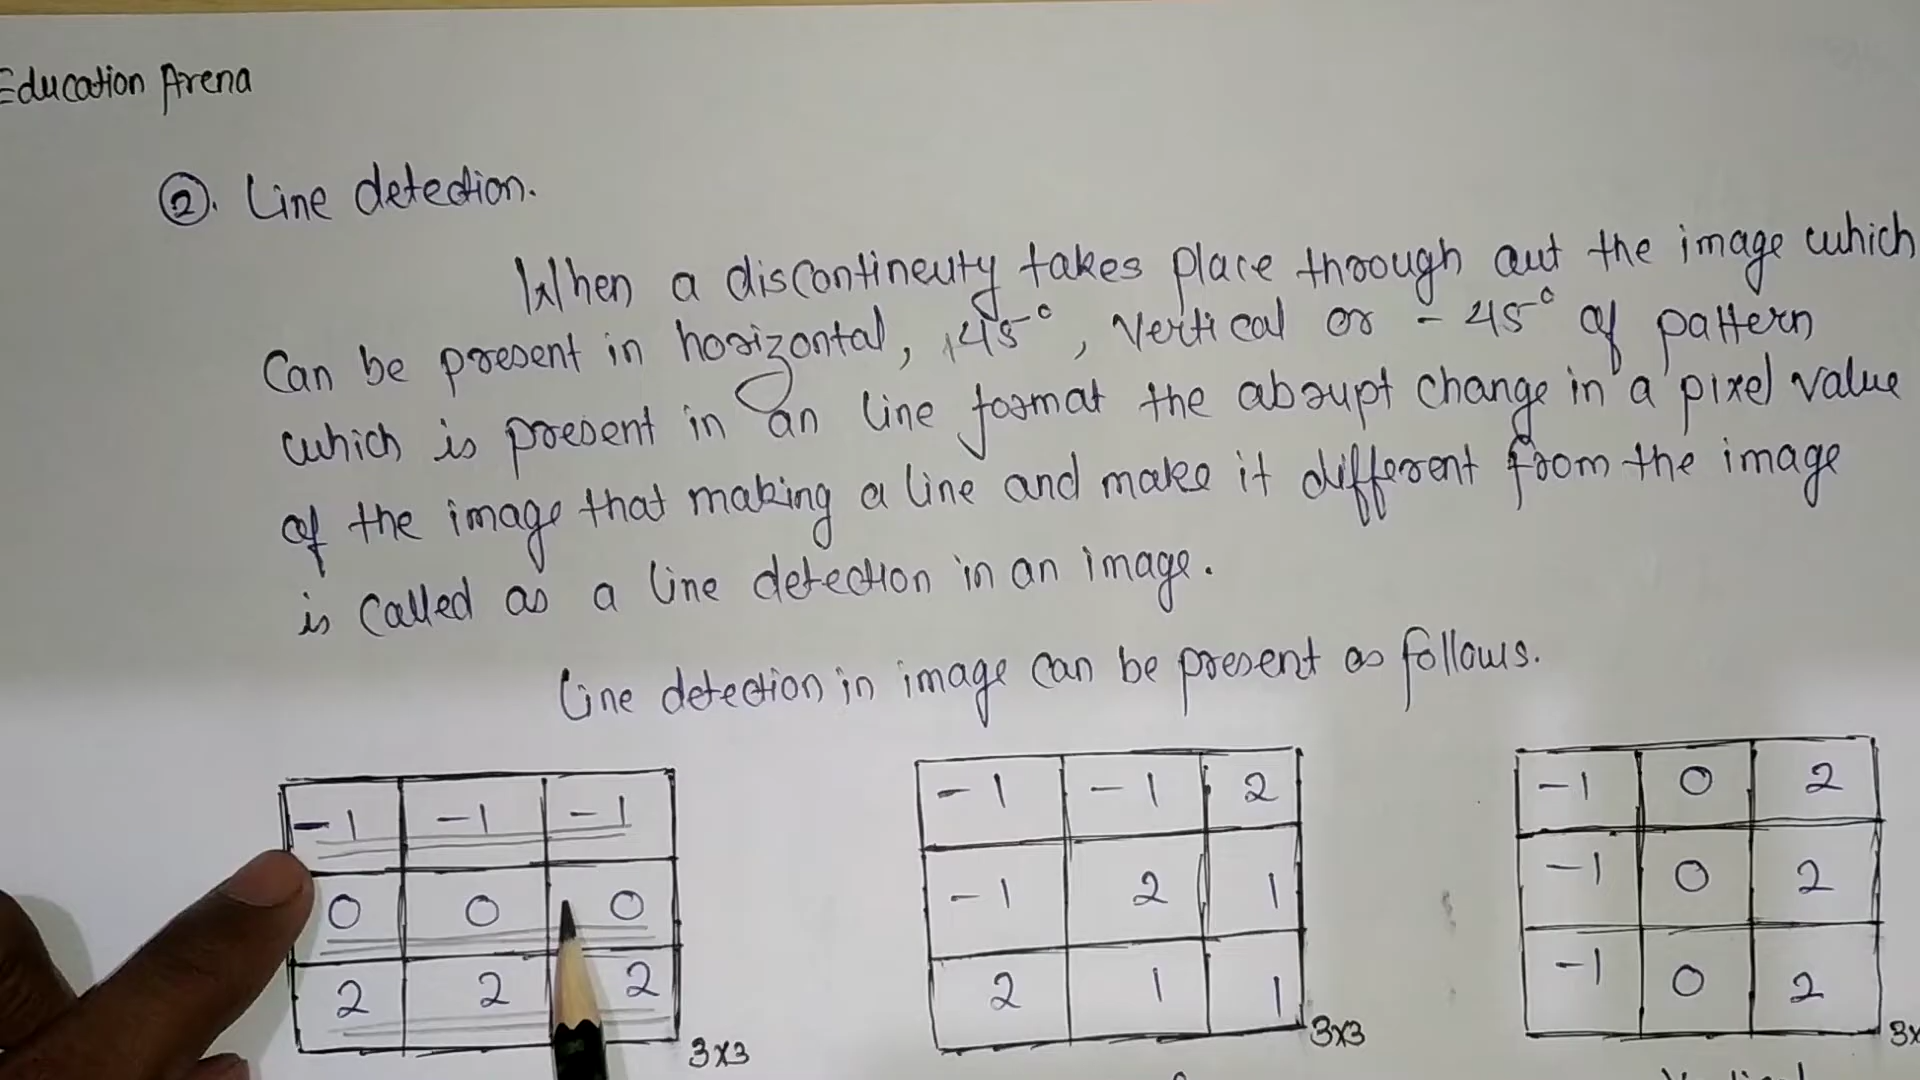 Education Arena
②. Line detection.
When a discontineuty takes place through out the image which
Can be present in horizontal, +45°, Vertical or - 45° of pattern
which is present in an line format the abrupt change in a pixel value
of the image that making a line and make it different from the image
is called as a line detection in an image.
Line detection in image can be present as follows.
-1 -1 -1
0 0 0
2 2 2
3x3
-1 -1 2
-1 2 1
2 1 1
3x3
-1 0 2
-1 0 2
-1 0 2